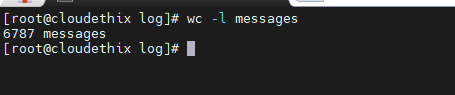 [root@cloudethix log]# wc -l messages
6787 messages
[root@cloudethix log]#